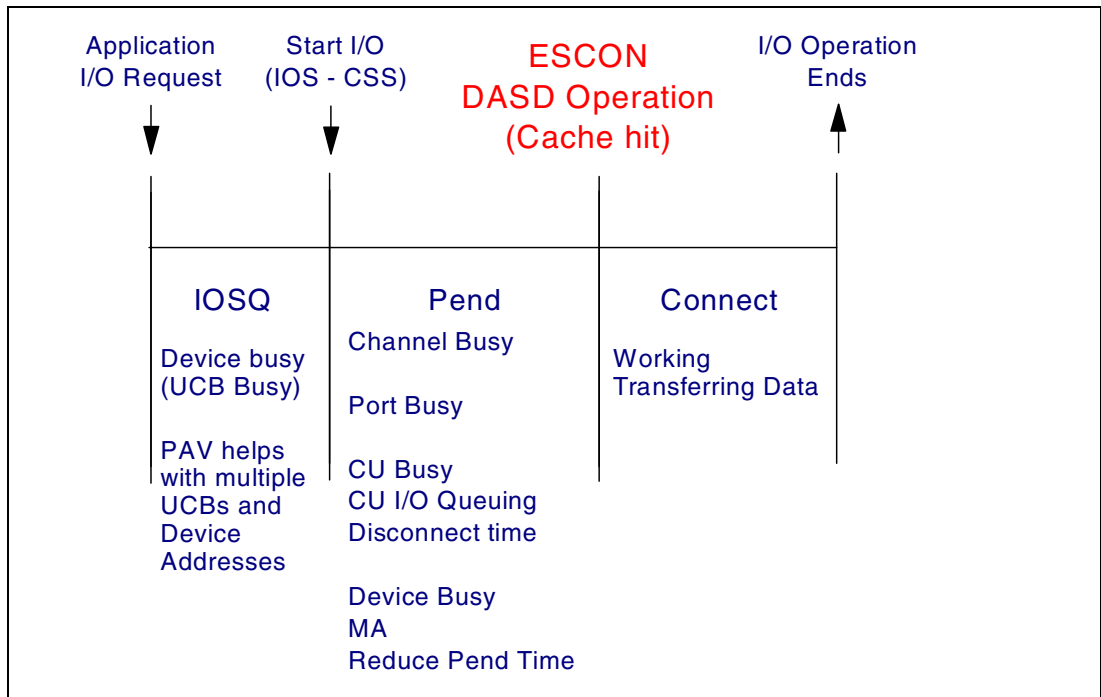 Application
I/O Request
Start I/O
(IOS - CSS)
ESCON
DASD Operation
(Cache hit)
I/O Operation
Ends
IOSQ
Device busy
(UCB Busy)
PAV helps
with multiple
UCBs and
Device
Addresses
Pend
Channel Busy
Port Busy
CU Busy
CU I/O Queuing
Disconnect time
Device Busy
MA
Reduce Pend Time
Connect
Working
Transferring Data